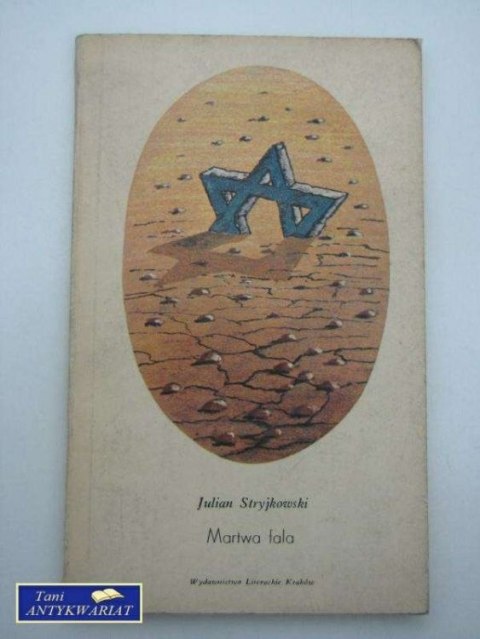 Julian Stryjkowski
Martwa fala
Wydawnictwo Literackie Kraków
Tani
ANTYKWARIAT